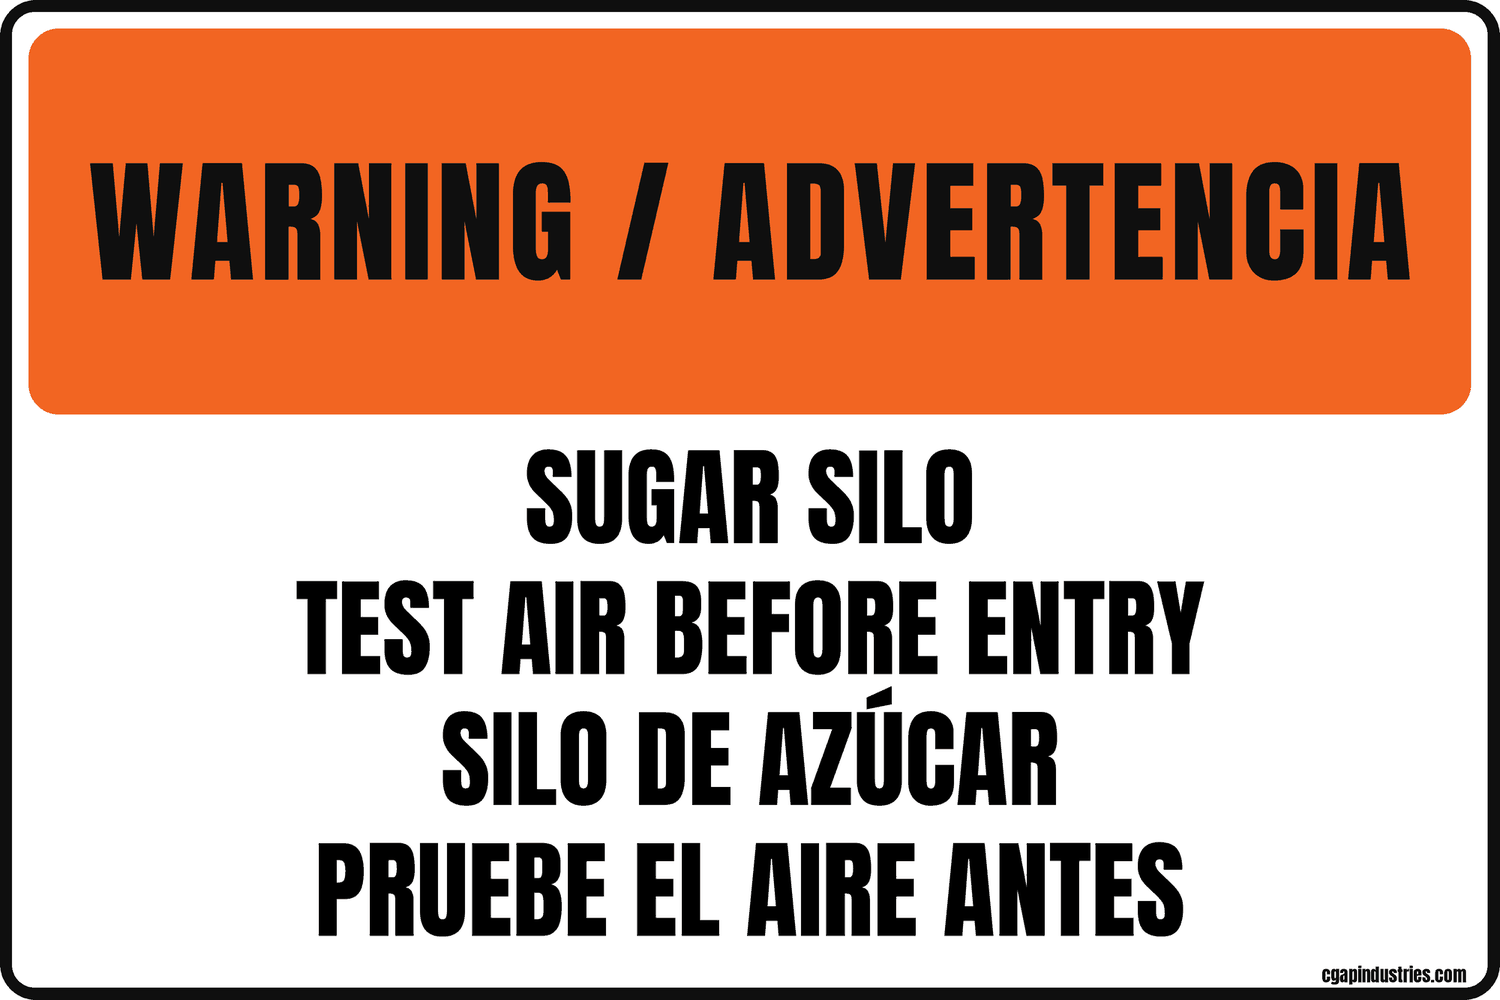 WARNING / ADVERTENCIA
SUGAR SILO
TEST AIR BEFORE ENTRY
SILO DE AZÚCAR
PRUEBE EL AIRE ANTES
cgapindustries.com